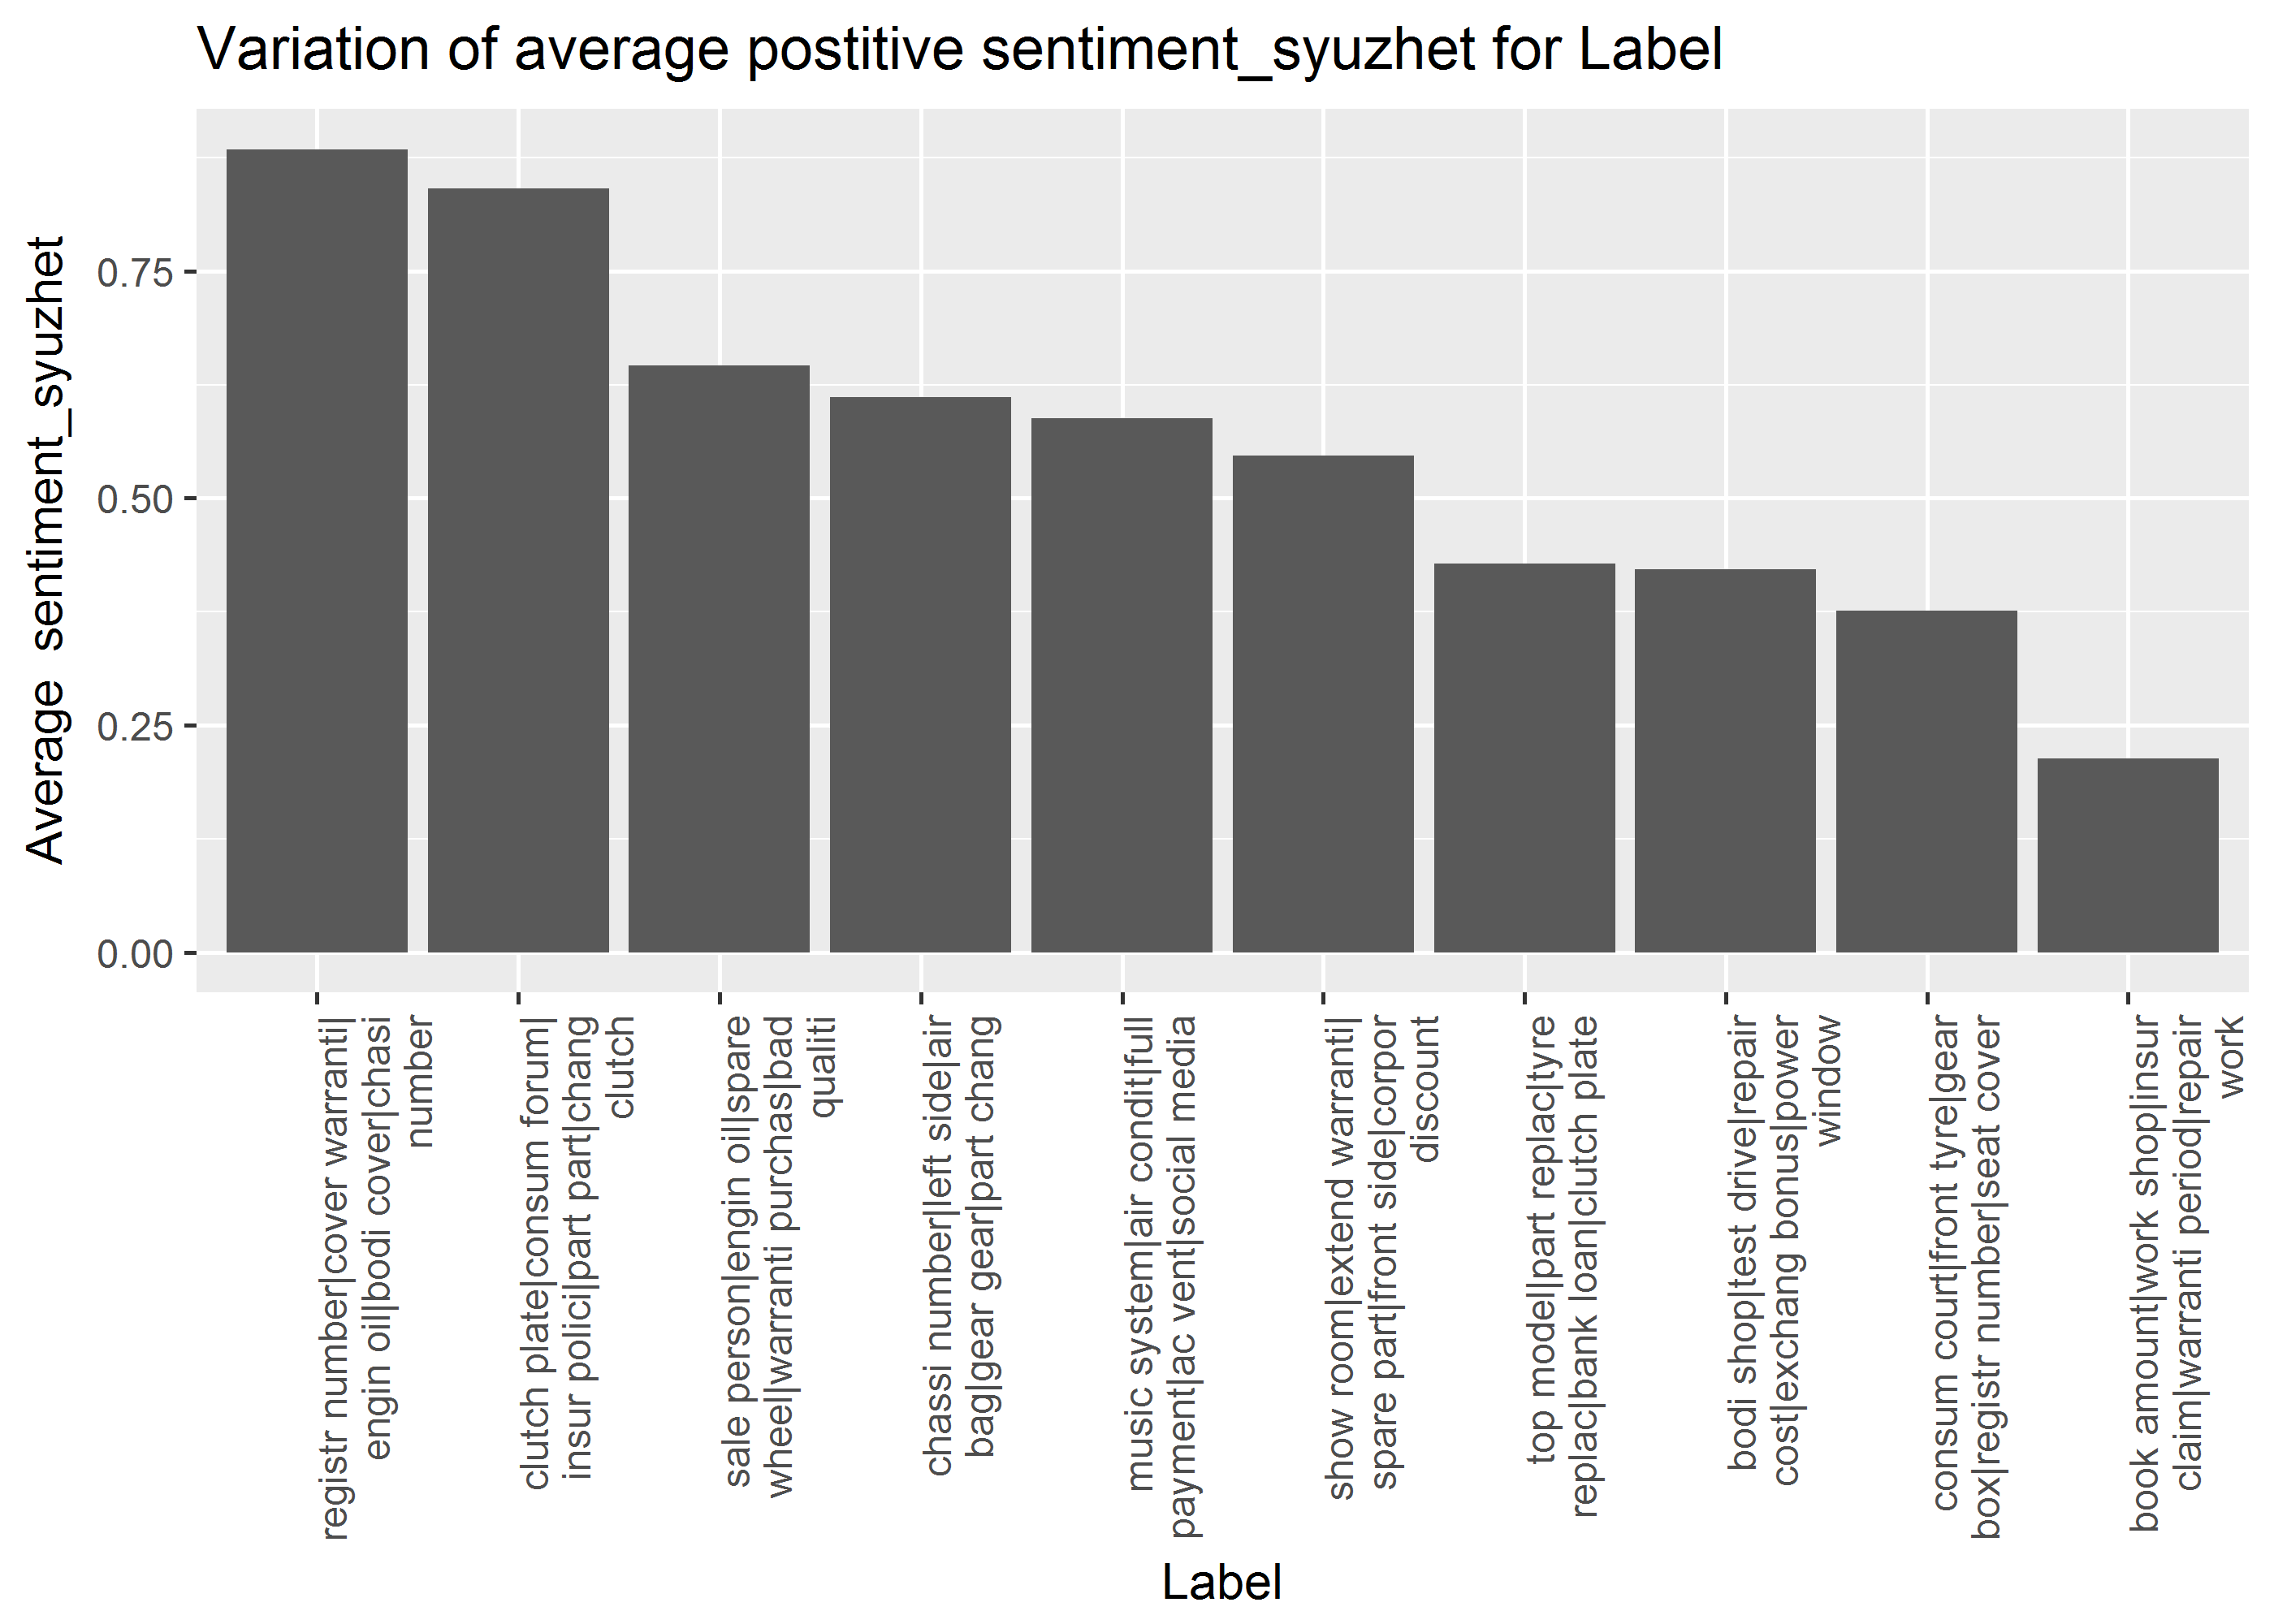 Variation of average postitive sentiment_syuzhet for Label
Average  sentiment_syuzhet
0.75
0.50
0.25
0.00
registr number|cover warranti|
engin oil|bodi cover|chasi
number
clutch plate|consum forum|
insur polici|part part|chang
clutch
sale person|engin oil|spare
wheel|warranti purchas|bad
qualiti
chassi number|left side|air
bag|gear gear|part chang
music system|air condit|full
payment|ac vent|social media
show room|extend warranti|
spare part|front side|corpor
discount
top model|part replac|tyre
replac|bank loan|clutch plate
bodi shop|test drive|repair
cost|exchang bonus|power
window
consum court|front tyre|gear
box|registr number|seat cover
book amount|work shop|insur
claim|warranti period|repair
work
Label